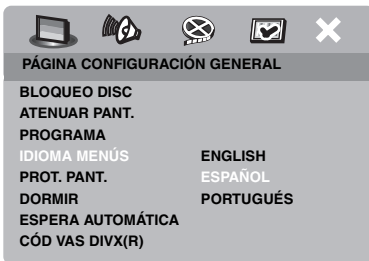 PÁGINA CONFIGURACIÓN GENERAL
BLOQUEO DISC
ATENUAR PANT.
PROGRAMA
IDIOMA MENÚS ENGLISH
PROT. PANT. ESPAÑOL
DORMIR PORTUGUÉS
ESPERA AUTOMÁTICA
CÓD VAS DIVX(R)